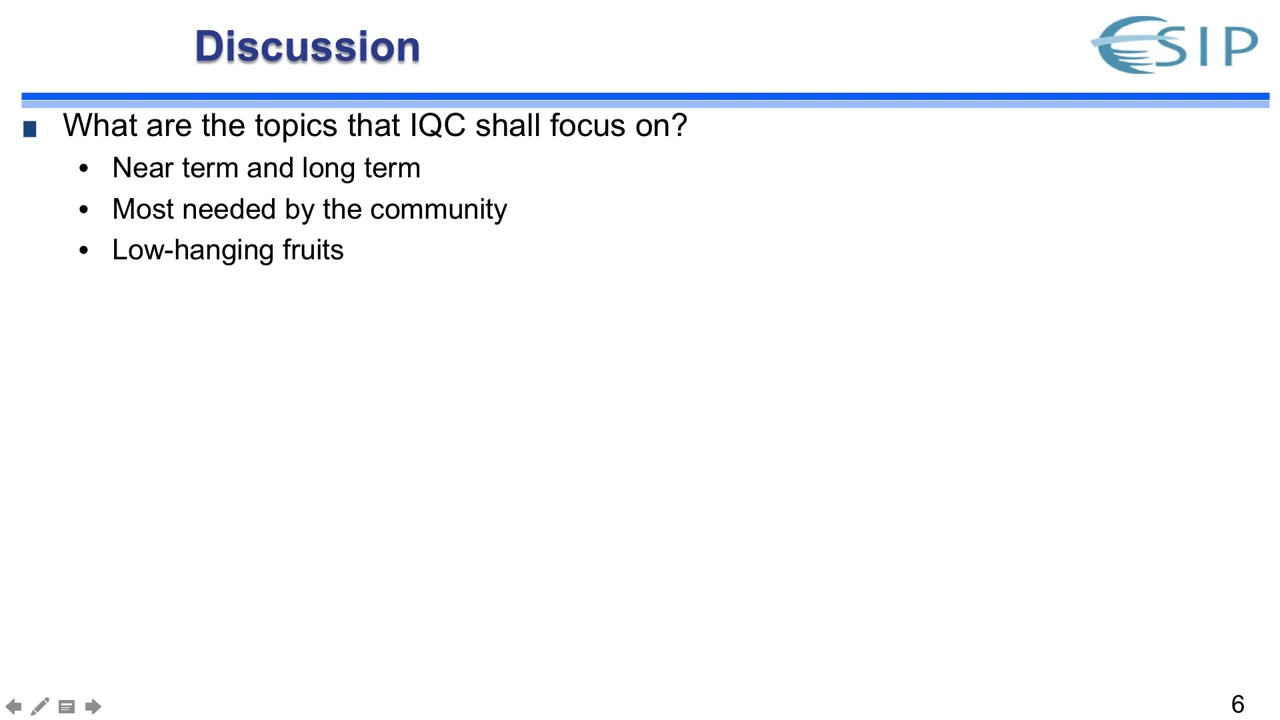 Discussion
ESIP
What are the topics that IQC shall focus on?
• Near term and long term
• Most needed by the community
• Low-hanging fruits
6